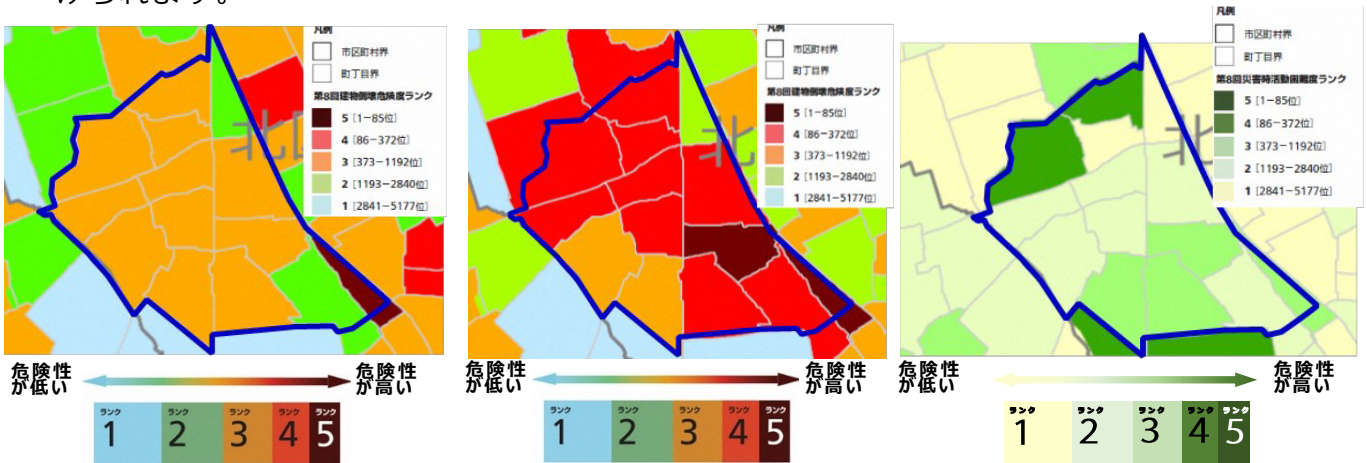 られます。
凡例
市区町村界
町丁目界
第8回建物倒壊危険度ランク
5 [1−85位]
4 [86−372位]
3 [373−1192位]
2 [1193−2840位]
1 [2841−5177位]
北
危険性
が低い
危険性
が高い
ランク
1
ランク
2
ランク
3
ランク
4
ランク
5
凡例
市区町村界
町丁目界
第8回建物倒壊危険度ランク
5 [1−85位]
4 [86−372位]
3 [373−1192位]
2 [1193−2840位]
1 [2841−5177位]
北
危険性
が低い
危険性
が高い
ランク
1
ランク
2
ランク
3
ランク
4
ランク
5
凡例
市区町村界
町丁目界
第8回災害時活動困難度ランク
5 [1−85位]
4 [86−372位]
3 [373−1192位]
2 [1193−2840位]
1 [2841−5177位]
北
危険性
が低い
危険性
が高い
ランク
1
ランク
2
ランク
3
ランク
4
ランク
5